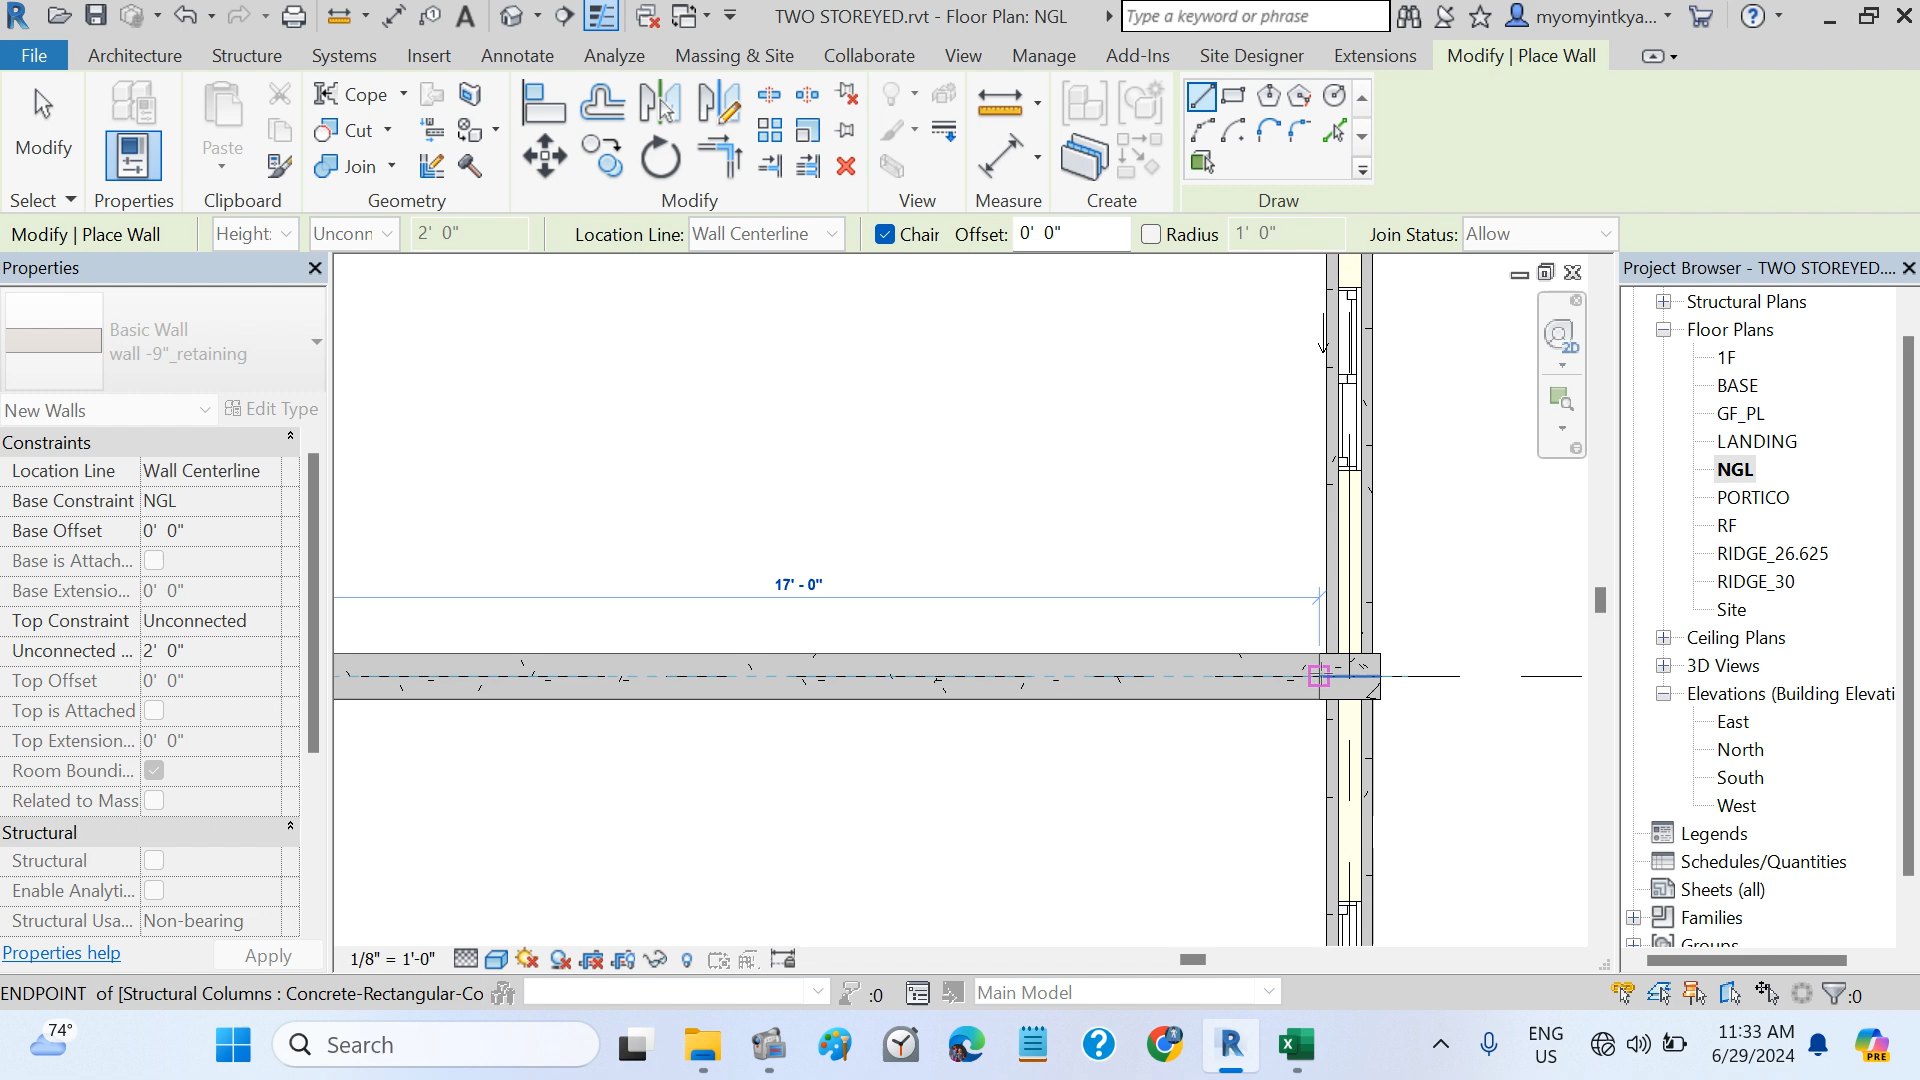 TWO STOREYED.rvt - Floor Plan: NGL
Type a keyword or phrase
myomyintkya...
File
Architecture
Structure
Systems
Insert
Annotate
Analyze
Massing & Site
Collaborate
View
Manage
Add-Ins
Site Designer
Extensions
Modify | Place Wall
Modify
Paste
Cope
Cut
Join
Select
Properties
Clipboard
Geometry
Modify
View
Measure
Create
Draw
Modify | Place Wall
Height:
Unconn
2' 0"
Location Line:
Wall Centerline
Chair
Offset:
0' 0"
Radius
1' 0"
Join Status:
Allow
Properties
Basic Wall
wall -9"_retaining
New Walls
Edit Type
Constraints
Location Line Wall Centerline
Base Constraint NGL
Base Offset 0' 0"
Base is Attach...
Base Extensio... 0' 0"
Top Constraint Unconnected
Unconnected ... 2' 0"
Top Offset 0' 0"
Top is Attached
Top Extension... 0' 0"
Room Boundi...
Related to Mass
Structural
Structural
Enable Analyti...
Structural Usa... Non-bearing
Properties help
Apply
17' - 0"
2D
1/8" = 1'-0"
Project Browser - TWO STOREYED....
Structural Plans
Floor Plans
1F
BASE
GF_PL
LANDING
NGL
PORTICO
RF
RIDGE_26.625
RIDGE_30
Site
Ceiling Plans
3D Views
Elevations (Building Elevati
East
North
South
West
Legends
Schedules/Quantities
Sheets (all)
Families
Groups
ENDPOINT of [Structural Columns : Concrete-Rectangular-Co
:0
Main Model
:0
74°
Search
ENG
US
11:33 AM
6/29/2024
PRE